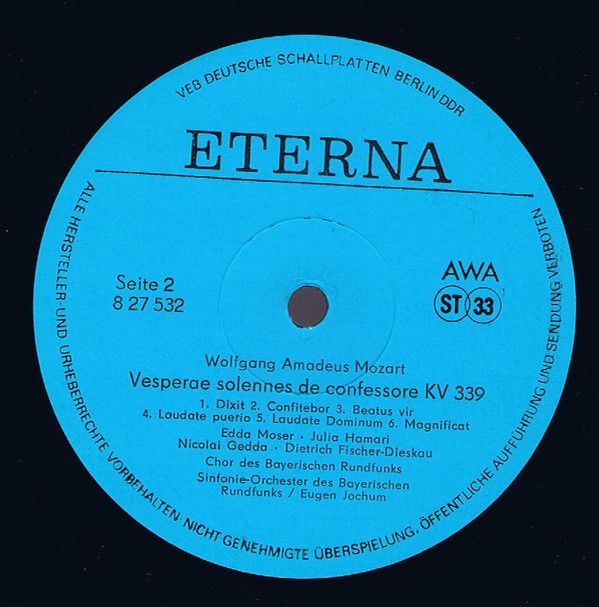 VEB DEUTSCHE SCHALLPLATTEN BERLIN DDR
ETERNA
Seite 2
8 27 532
AWA
ST 33
Wolfgang Amadeus Mozart
Vesperae solennes de confessore KV 339
1. Dixit 2. Confitebor 3. Beatus vir
4. Laudate puerio 5. Laudate Dominum 6. Magnificat
Edda Moser · Julia Hamari
Nicolai Gedda · Dietrich Fischer-Dieskau
Chor des Bayerischen Rundfunks
Sinfonie-Orchester des Bayerischen
Rundfunks / Eugen Jochum
ALLE HERSTELLER- UND URHEBERRECHTE VORBEHALTEN · NICHT GENEHMIGTE ÜBERSPIELUNG, ÖFFENTLICHE AUFFÜHRUNG UND SENDUNG VERBOTEN